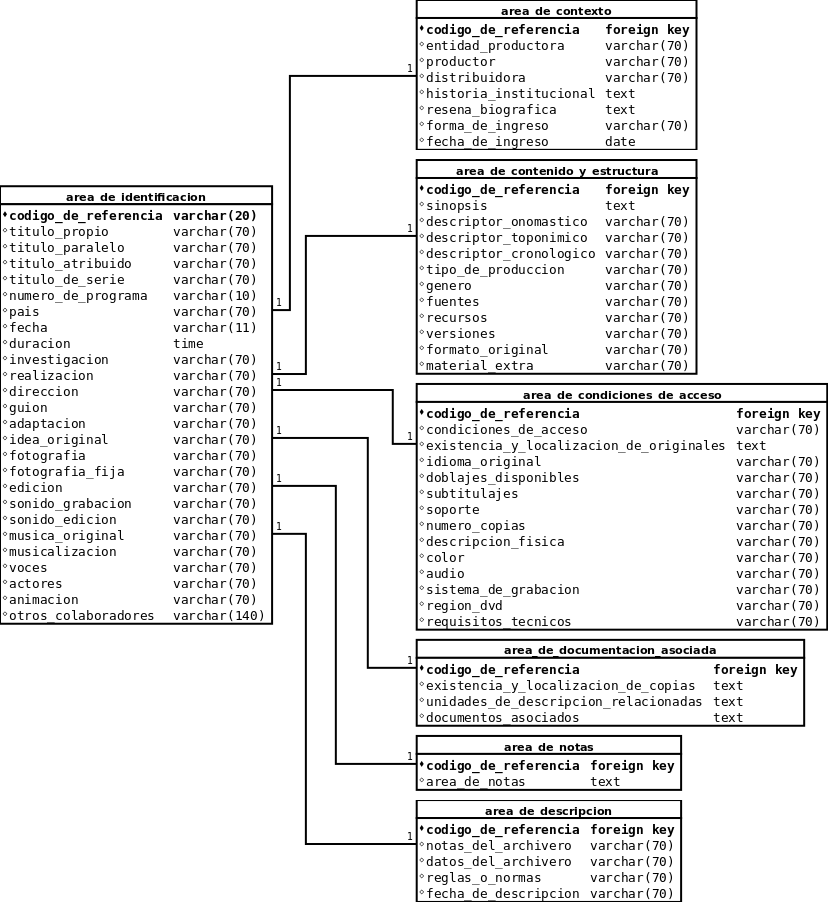 area de contexto
codigo_de_referencia foreign key
entidad_productora varchar(70)
productor varchar(70)
distribuidora varchar(70)
historia_institucional text
resena_biografica text
forma_de_ingreso varchar(70)
fecha_de_ingreso date
area de contenido y estructura
codigo_de_referencia foreign key
sinopsis text
descriptor_onomastico varchar(70)
descriptor_toponimico varchar(70)
descriptor_cronologico varchar(70)
tipo_de_produccion varchar(70)
genero varchar(70)
fuentes varchar(70)
recursos varchar(70)
versiones varchar(70)
formato_original varchar(70)
material_extra varchar(70)
area de identificacion
codigo_de_referencia varchar(20)
titulo_propio varchar(70)
titulo_paralelo varchar(70)
titulo_atribuido varchar(70)
titulo_de_serie varchar(70)
numero_de_programa varchar(10)
pais varchar(70)
fecha varchar(11)
duracion time
investigacion varchar(70)
realizacion varchar(70)
direccion varchar(70)
guion varchar(70)
adaptacion varchar(70)
idea_original varchar(70)
fotografia varchar(70)
fotografia_fija varchar(70)
edicion varchar(70)
sonido_grabacion varchar(70)
sonido_edicion varchar(70)
musica_original varchar(70)
musicalizacion varchar(70)
voces varchar(70)
actores varchar(70)
animacion varchar(70)
otros_colaboradores varchar(140)
1
1
1
1
1
1
1
1
1
1
1
1
area de condiciones de acceso
codigo_de_referencia foreign key
condiciones_de_acceso varchar(70)
existencia_y_localizacion_de_originales text
idioma_original varchar(70)
doblajes_disponibles varchar(70)
subtitulajes varchar(70)
soporte varchar(70)
numero_copias varchar(70)
descripcion_fisica varchar(70)
color varchar(70)
audio varchar(70)
sistema_de_grabacion varchar(70)
region_dvd varchar(70)
requisitos_tecnicos varchar(70)
area_de_documentacion_asociada
codigo_de_referencia foreign key
existencia_y_localizacion_de_copias text
unidades_de_descripcion_relacionadas text
documentos_asociados text
area de notas
codigo_de_referencia foreign key
area_de_notas text
area de descripcion
codigo_de_referencia foreign key
notas_del_archivero varchar(70)
datos_del_archivero varchar(70)
reglas_o_normas varchar(70)
fecha_de_descripcion varchar(70)